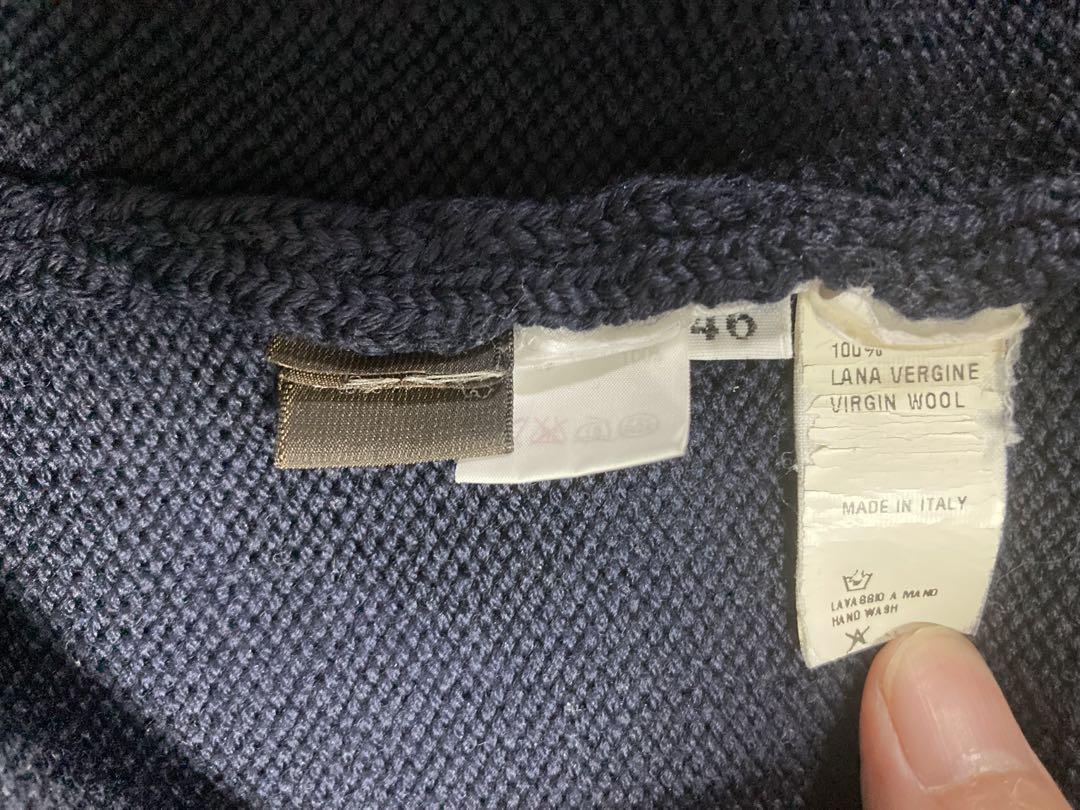 40
100%
LANA VERGINE
VIRGIN WOOL
MADE IN ITALY
LAVAGGIO A MANO
HAND WASH